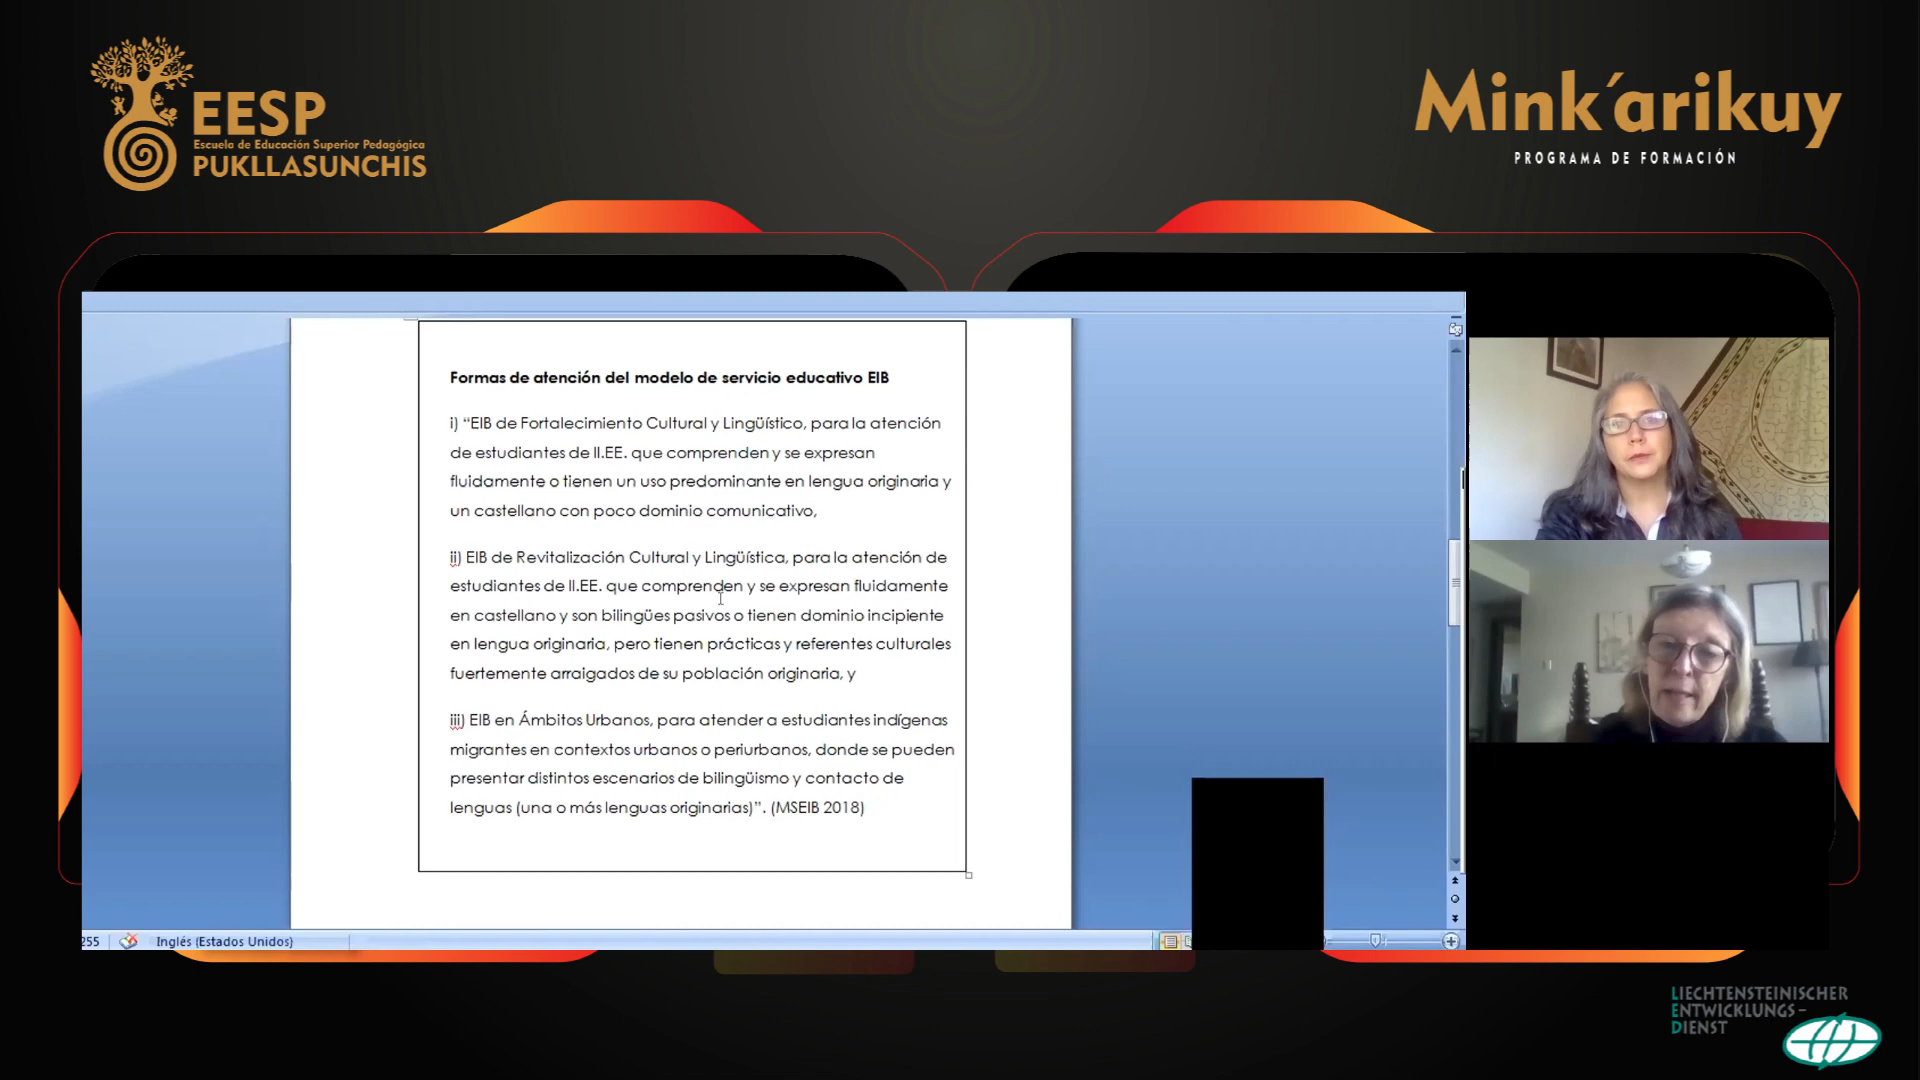 EESP
Escuela de Educación Superior Pedagógica
PUKLLASUNCHIS
Mink´arikuy
PROGRAMA DE FORMACIÓN
Formas de atención del modelo de servicio educativo EIB
i) “EIB de Fortalecimiento Cultural y Lingüístico, para la atención
de estudiantes de II.EE. que comprenden y se expresan
fluidamente o tienen un uso predominante en lengua originaria y
un castellano con poco dominio comunicativo,
ii) EIB de Revitalización Cultural y Lingüística, para la atención de
estudiantes de II.EE. que comprenden y se expresan fluidamente
en castellano y son bilingües pasivos o tienen dominio incipiente
en lengua originaria, pero tienen prácticas y referentes culturales
fuertemente arraigados de su población originaria, y
iii) EIB en Ámbitos Urbanos, para atender a estudiantes indígenas
migrantes en contextos urbanos o periurbanos, donde se pueden
presentar distintos escenarios de bilingüismo y contacto de
lenguas (una o más lenguas originarias)”. (MSEIB 2018)
255 Inglés (Estados Unidos)
LIECHTENSTEINISCHER
ENTWICKLUNGS-
DIENST